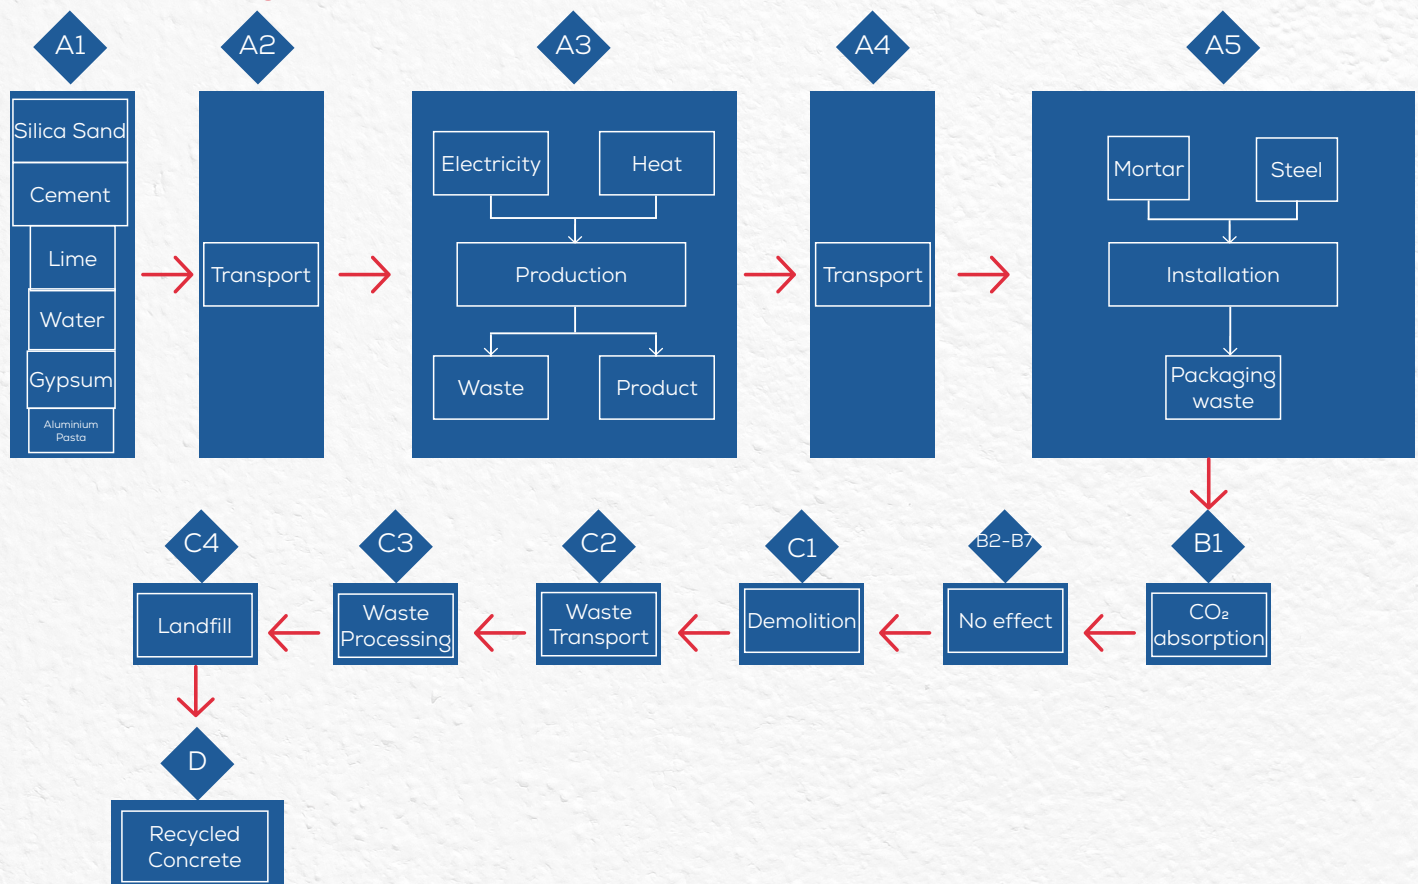 A1
A2
A3
A4
A5
Silica Sand
Cement
Lime
Water
Gypsum
Aluminium
Pasta
Transport
Electricity
Heat
Production
Waste
Product
Transport
Mortar
Steel
Installation
Packaging
waste
C4
C3
C2
C1
B2-B7
B1
Landfill
Waste
Processing
Waste
Transport
Demolition
No effect
CO₂
absorption
D
Recycled
Concrete